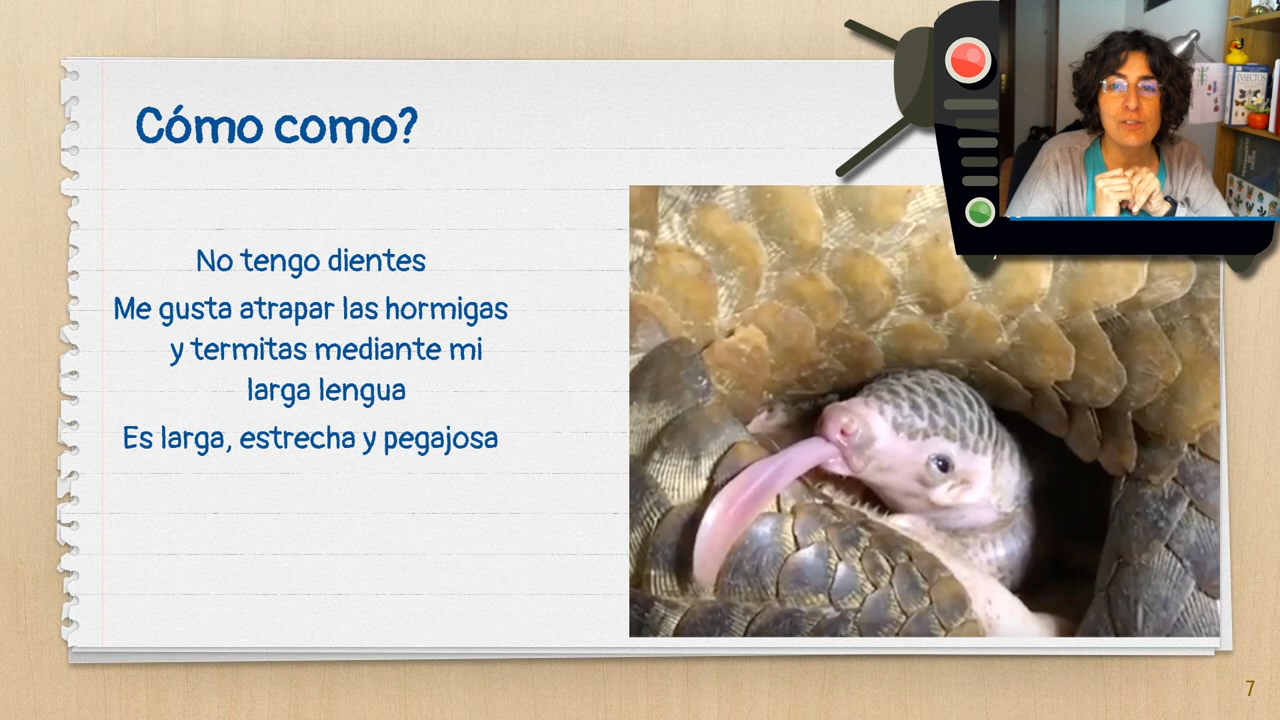 Cómo como?
No tengo dientes
Me gusta atrapar las hormigas
y termitas mediante mi
larga lengua
Es larga, estrecha y pegajosa
INSECTOS
7